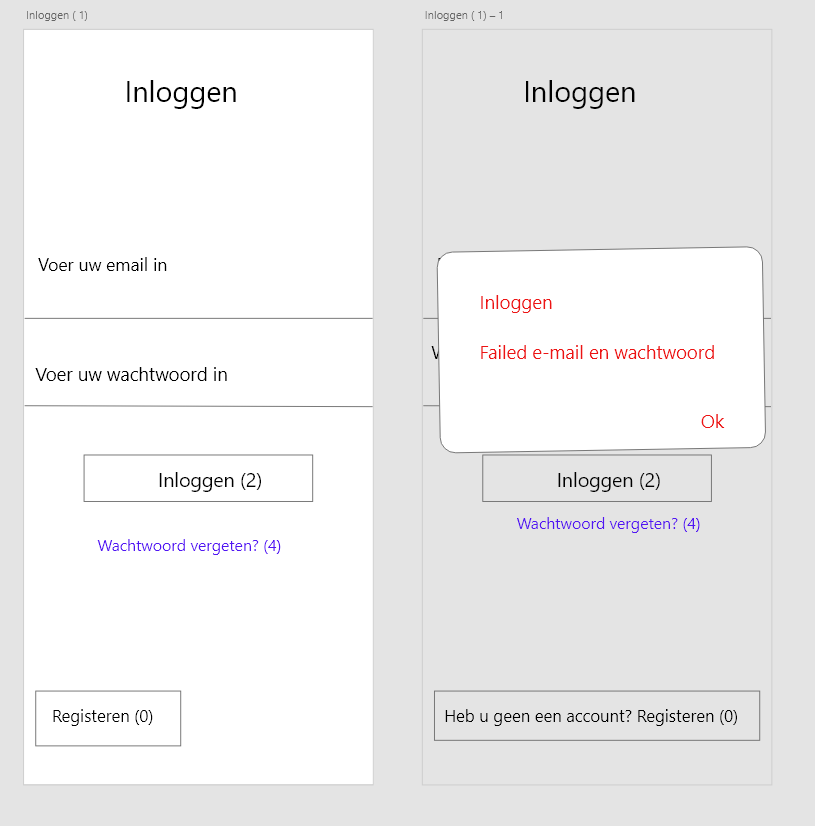 Inloggen ( 1)
Inloggen
Voer uw email in
Voer uw wachtwoord in
Inloggen (2)
Wachtwoord vergeten? (4)
Registeren (0)
Inloggen ( 1) – 1
Inloggen
Inloggen
Failed e-mail en wachtwoord
Ok
Inloggen (2)
Wachtwoord vergeten? (4)
Heb u geen een account? Registeren (0)